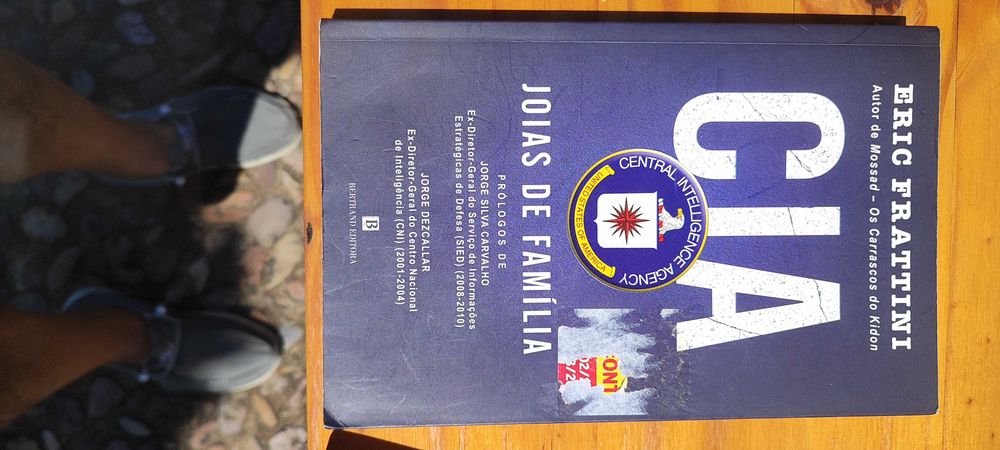 ERIC FRATTINI
Autor de Mossad – Os Carrascos do Kidon
CIA
CENTRAL INTELLIGENCE AGENCY
UNITED STATES OF AMERICA
JOIAS DE FAMÍLIA
PRÓLOGOS DE
JORGE SILVA CARVALHO
Ex-Diretor-Geral do Serviço de Informações
Estratégicas de Defesa (SIED) (2008-2010)
JORGE DEZCALLAR
Ex-Diretor-Geral do Centro Nacional
de Inteligência (CNI) (2001-2004)
B
BERTRAND EDITORA